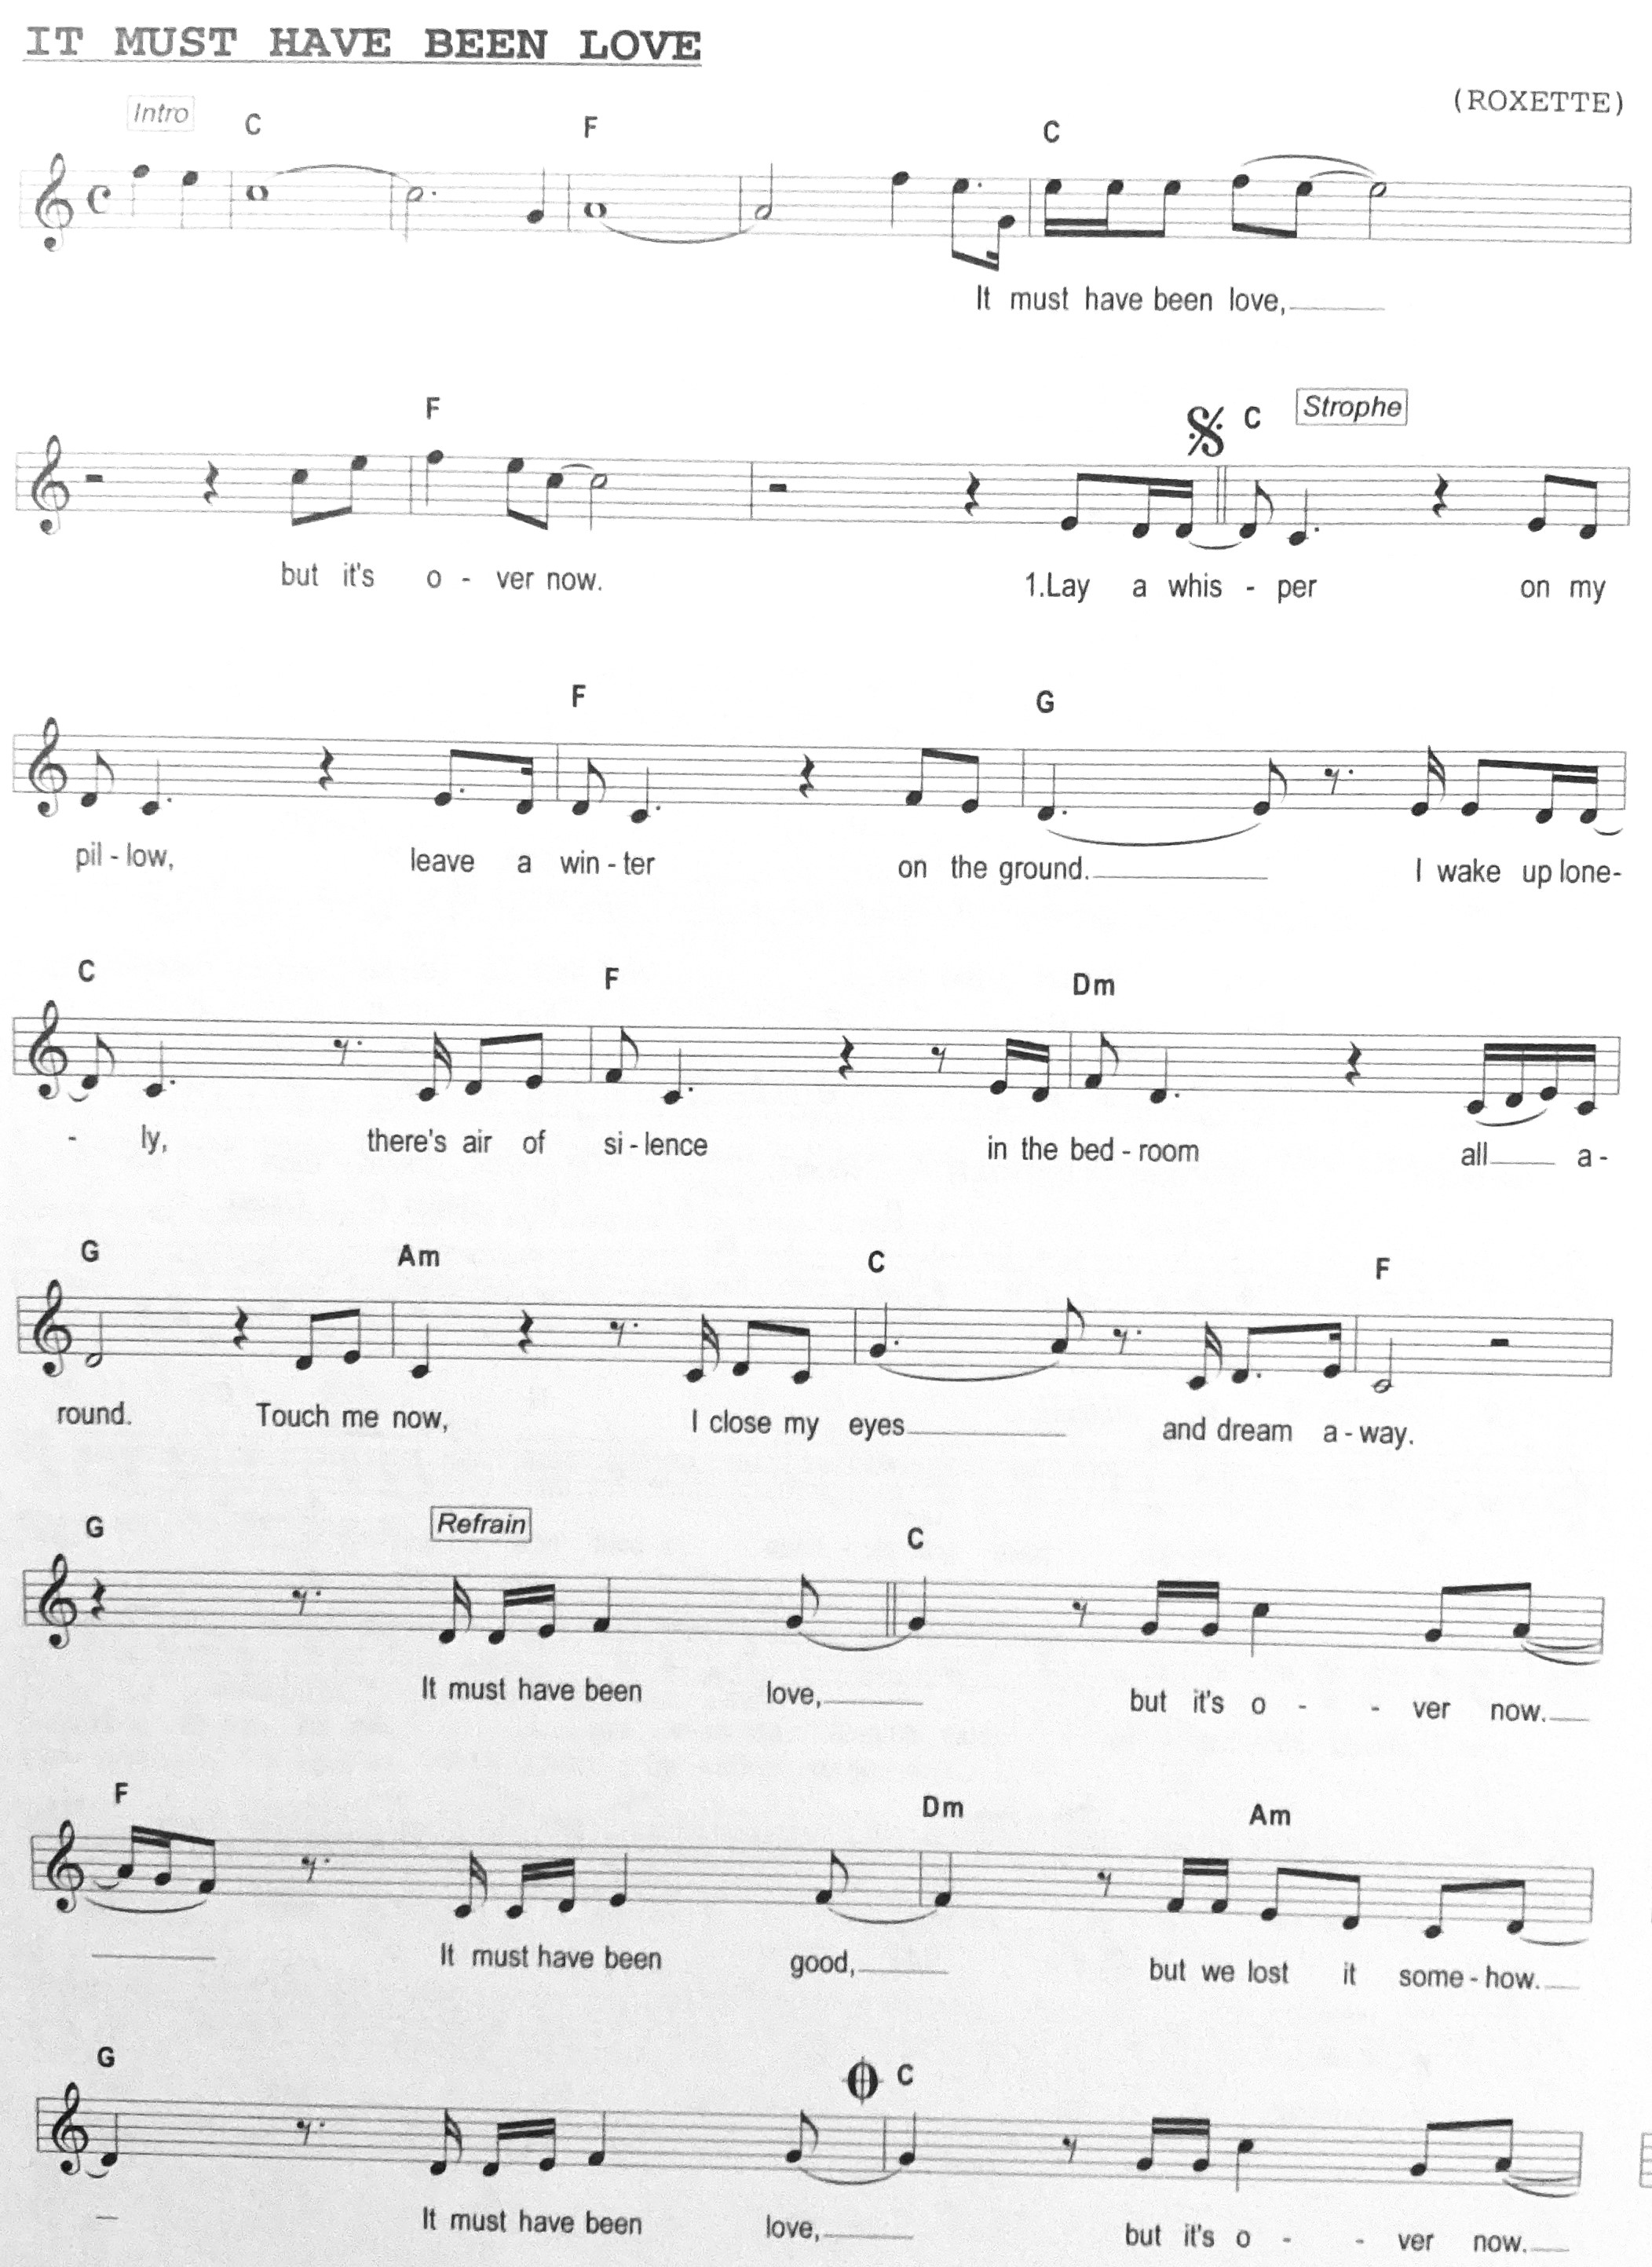 IT MUST HAVE BEEN LOVE
(ROXETTE)
Intro C F C
It must have been love,
F C Strophe
but it's o - ver now. 1.Lay a whis - per on my
F G
pil - low, leave a win - ter on the ground. I wake up lone-
C F Dm
- ly, there's air of si - lence in the bed - room all a-
G Am C F
round. Touch me now, I close my eyes and dream a - way.
G Refrain C
It must have been love, but it's o - - ver now.
F Dm Am
It must have been good, but we lost it some - how.
G C
It must have been love, but it's o - - ver now.